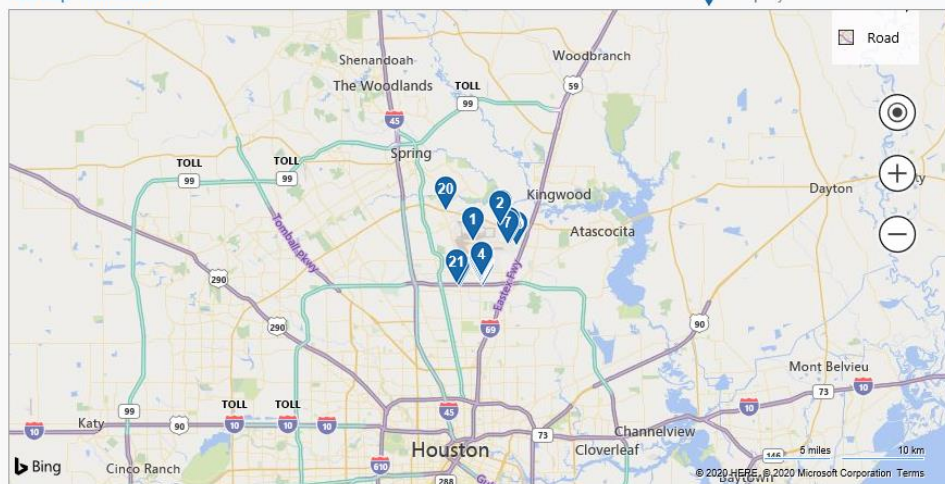 Road
Woodbranch
Shenandoah
The Woodlands
59
TOLL
99
45
Spring
TOLL
TOLL
99
99
20
2
Kingwood
Dayton
1
7
Atascocita
Tomball Pkwy
21
4
290
Eastex Fwy
290
69
90
Mont Belvieu
73
10
99
TOLL
TOLL
45
10
Katy
90
10
10
10
10
73
Channelview
Houston
Cloverleaf
5 miles
10 km
146
Bing
Cinco Ranch
610
288
© 2020 HERE, © 2020 Microsoft Corporation Terms
Baytown